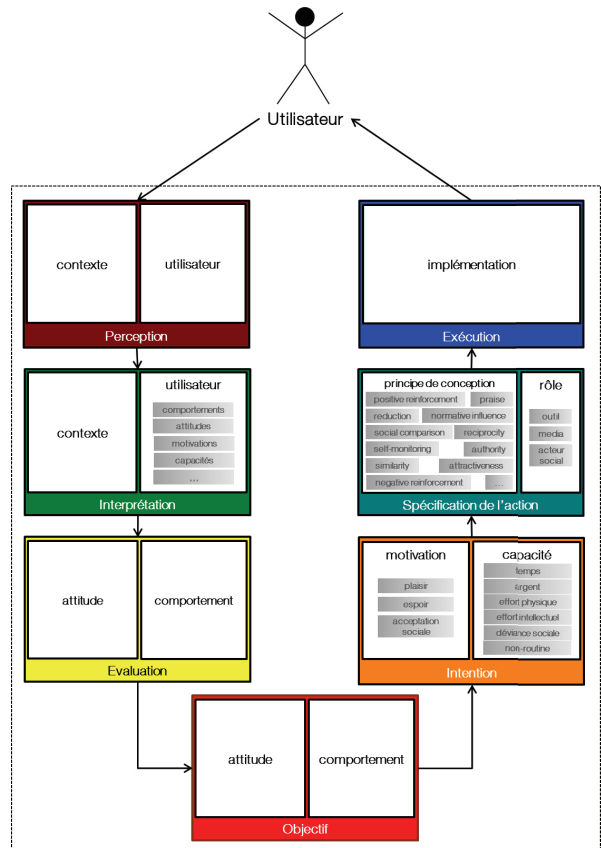 Utilisateur
contexte
utilisateur
Perception
contexte
utilisateur
comportements
attitudes
motivations
capacités
...
Interprétation
attitude
comportement
Evaluation
attitude
comportement
Objectif
motivation
plaisir
espoir
acceptation
sociale
capacité
temps
argent
effort physique
effort intellectuel
déviance sociale
non-routine
Intention
principe de conception
positive reinforcement praise
reduction normative influence
social comparison reciprocity
self-monitoring authority
similarity attractiveness
negative reinforcement ...
rôle
outil
media
acteur
social
Spécification de l'action
implémentation
Exécution